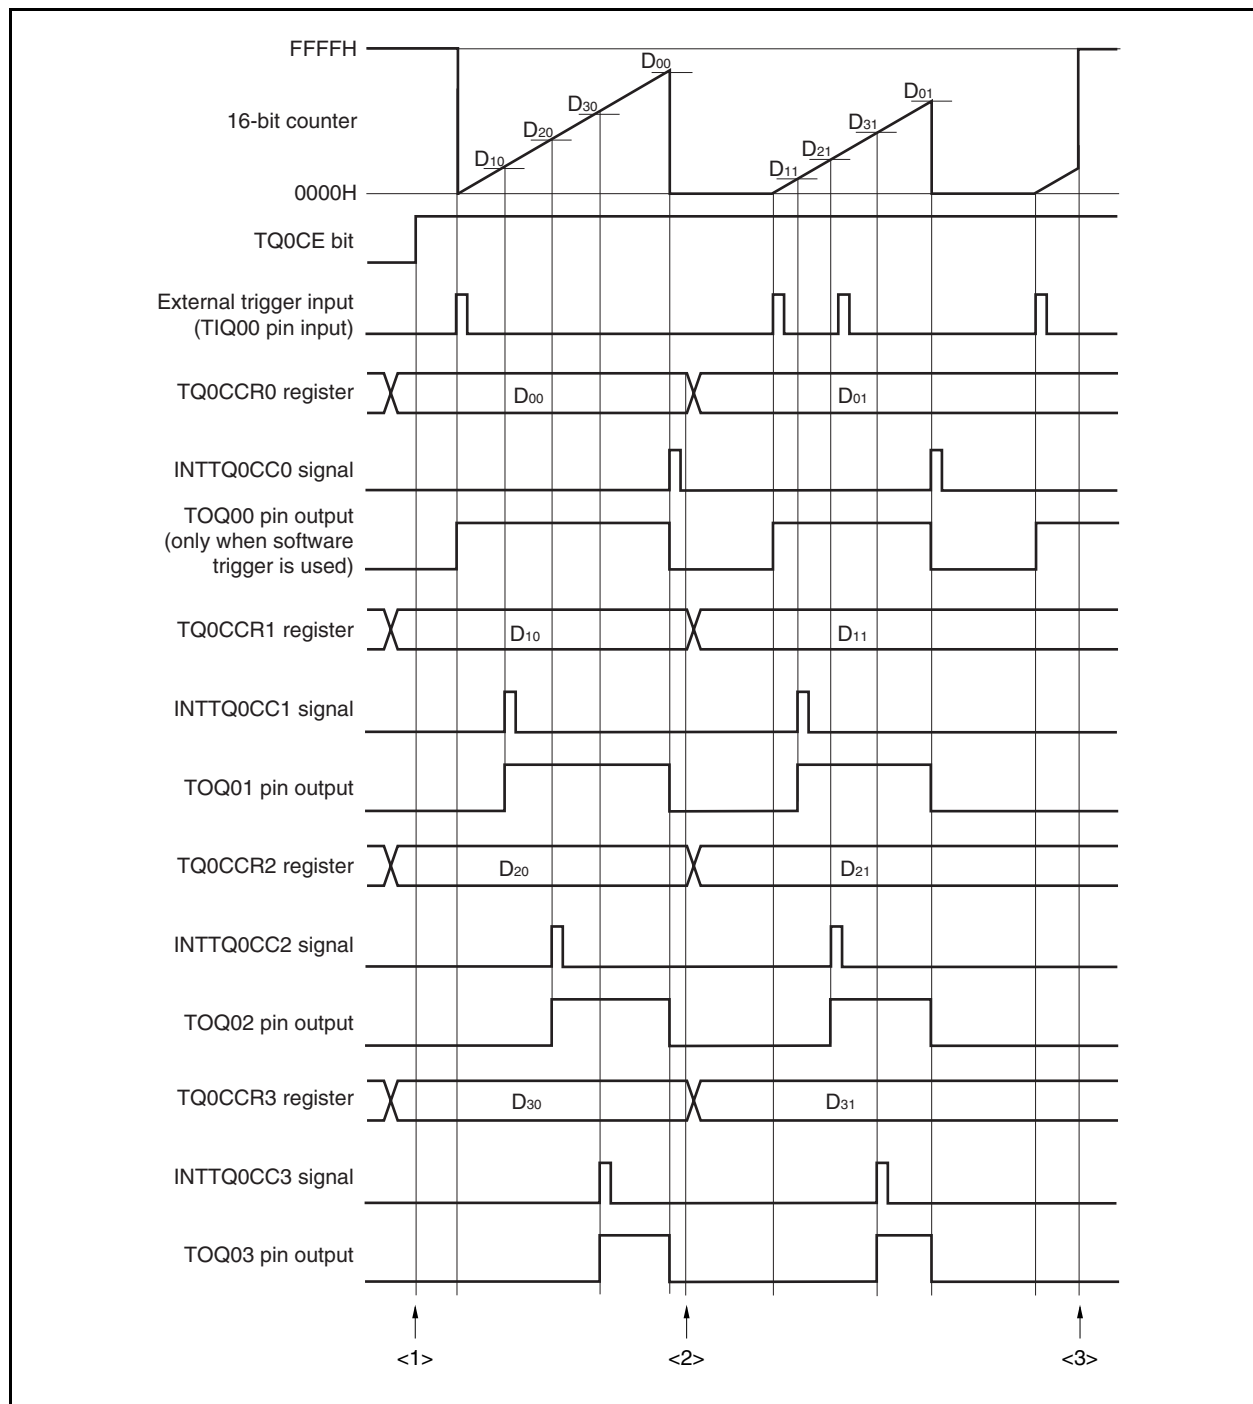 FFFFH
D00
D01
D30
D31
16-bit counter
D20
D21
D10
D11
0000H
TQ0CE bit
External trigger input
(TIQ00 pin input)
TQ0CCR0 register
D00
D01
INTTQ0CC0 signal
TOQ00 pin output
(only when software
trigger is used)
TQ0CCR1 register
D10
D11
INTTQ0CC1 signal
TOQ01 pin output
TQ0CCR2 register
D20
D21
INTTQ0CC2 signal
TOQ02 pin output
TQ0CCR3 register
D30
D31
INTTQ0CC3 signal
TOQ03 pin output
<1>
<2>
<3>